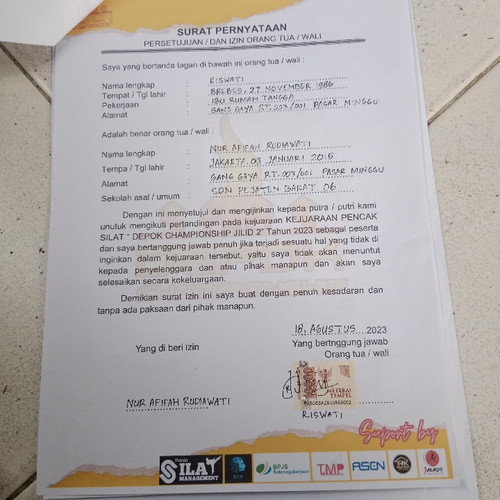 SURAT PERNYATAAN
PERSETUJUAN / DAN IZIN ORANG TUA / WALI
Saya yang bertanda tagan di bawah ini orang tua / wuli :
Nama lengkap : RISWATI
Tempat / Tgl lahir : BREBES, 27 NOVEMBER 1986
Pekerjaan : IBU RUMAH TANGGA
Alamat : GANG GAYA RT.007/001 PASAR MINGGU
Adalah benar orang tua / wali :
Nama lengkap : NUR AFIFAH RUDIAWATI
Tempa / Tgl lahir : JAKARTA, 03 JANUARI 2015
Alamat : GANG GAYA RT.007/001 PASAR MINGGU
Sekolah asal / umum : SDN PEJATEN BARAT 06
Dengan ini menyetujui dan mengijinkan kepada putra / putri kami
unutuk mengikuti pertandingan pada kejuaraan KEJUARAAN PENCAK
SILAT " DEPOK CHAMPIONSHIP JILID 2" Tahun 2023 sebagai peserta
dan saya bertanggung jawab penuh jika terjadi sesuatu hal yang tidak di
inginkan dalam kejuaraan tersebut, yaitu saya tidak akan menuntut
kepada penyelenggara dan atau pihak manapun dan akan saya
selesaikan secara kekeluargaan.
Demikian surat izin ini saya buat dengan penuh kesadaran dan
tanpa ada paksaan dari pihak manapun.
18, AGUSTUS 2023
Yang di beri izin
Yang bertnggung jawab
Orang tua / wali
METERAI
TEMPEL
NUR AFIFAH RUDIAWATI
RISWATI
Suport by
SILAT
MANAGEMENT
BPJS
Ketenagakerjaan
TMP
ASCN